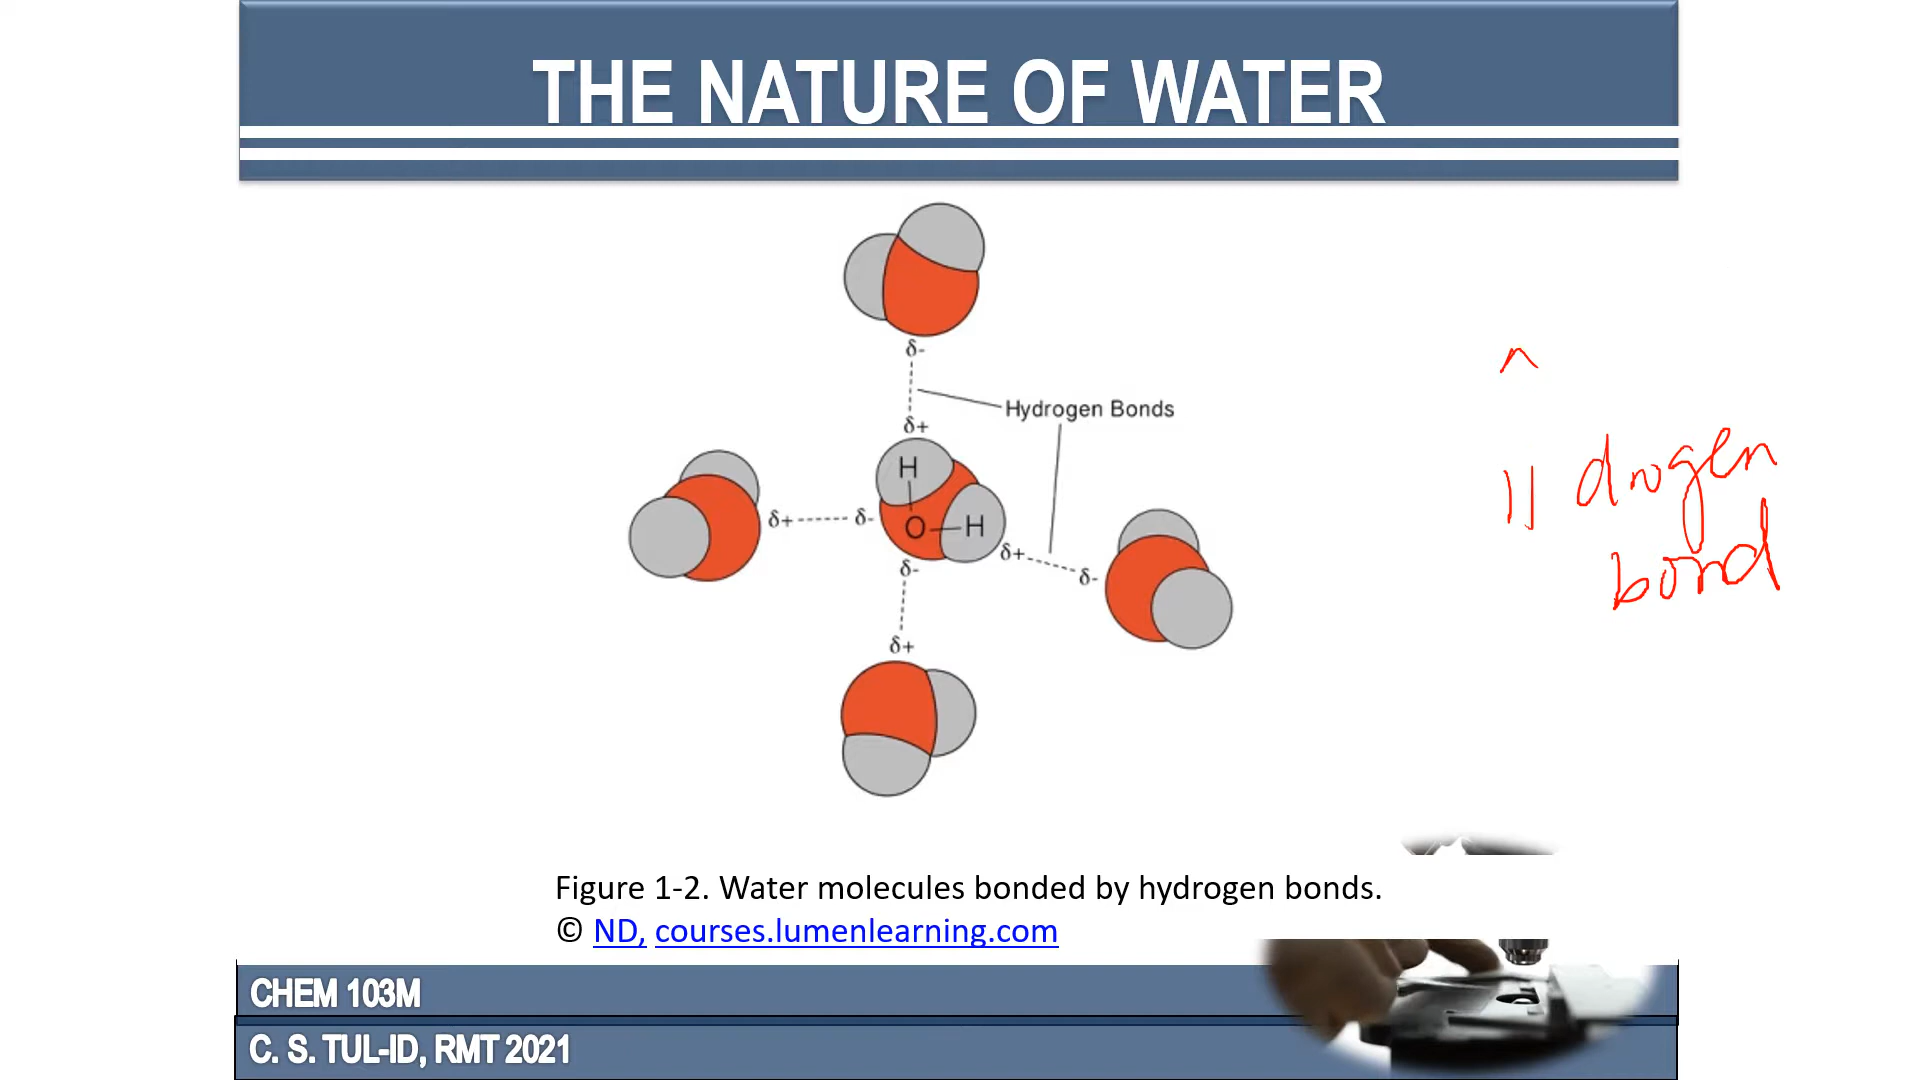 THE NATURE OF WATER
δ-
Hydrogen Bonds
δ+
H
δ+
δ-
O
H
δ+
δ-
δ-
δ+
drogen
bond
Figure 1-2. Water molecules bonded by hydrogen bonds.
© ND, courses.lumenlearning.com
CHEM 103M
C. S. TUL-ID, RMT 2021